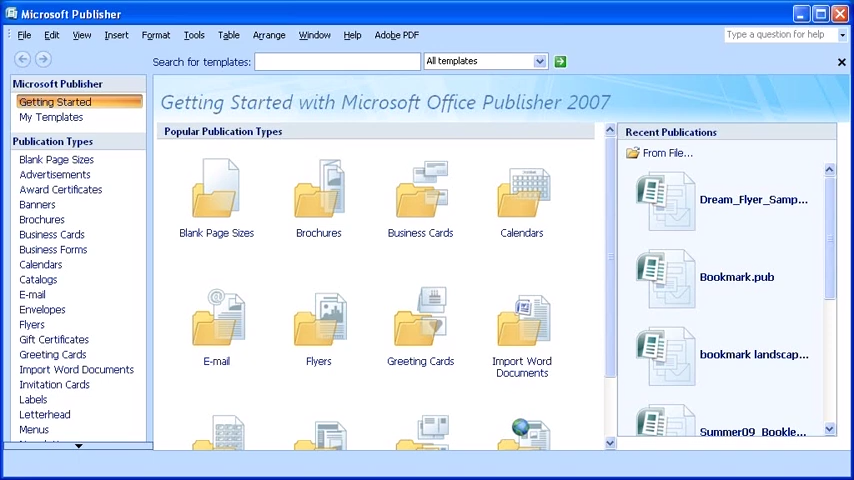 Microsoft Publisher
File Edit View Insert Format Tools Table Arrange Window Help Adobe PDF
Type a question for help
Search for templates:
All templates
Microsoft Publisher
Getting Started
My Templates
Publication Types
Blank Page Sizes
Advertisements
Award Certificates
Banners
Brochures
Business Cards
Business Forms
Calendars
Catalogs
E-mail
Envelopes
Flyers
Gift Certificates
Greeting Cards
Import Word Documents
Invitation Cards
Labels
Letterhead
Menus
Getting Started with Microsoft Office Publisher 2007
Popular Publication Types
Blank Page Sizes
Brochures
Business Cards
Calendars
E-mail
Flyers
Greeting Cards
Import Word
Documents
Recent Publications
From File...
Dream_Flyer_Samp...
Bookmark.pub
bookmark landscap...
Summer09_Bookle...